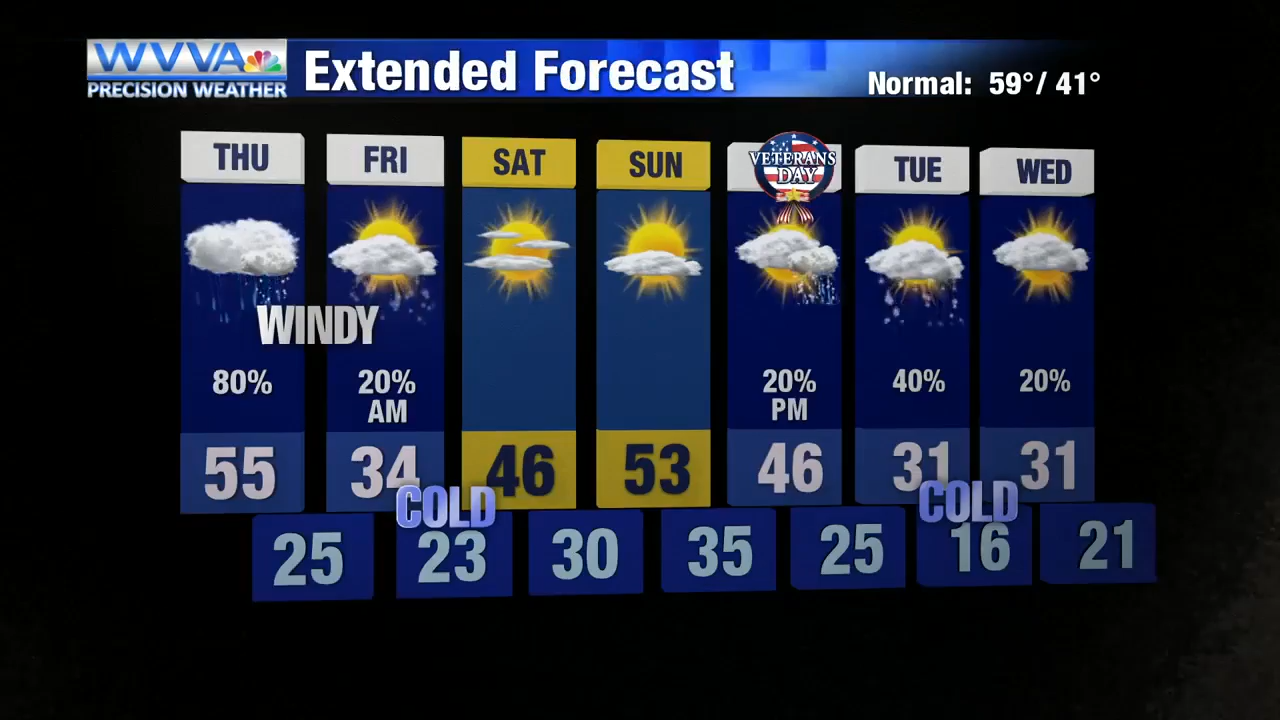 WVVA
PRECISION WEATHER
Extended Forecast
Normal: 59°/ 41°
THU
FRI
SAT
SUN
VETERANS
DAY
TUE
WED
WINDY
80%
20%
AM
20%
PM
40%
20%
55
34
46
53
46
31
31
COLD
COLD
25
23
30
35
25
16
21